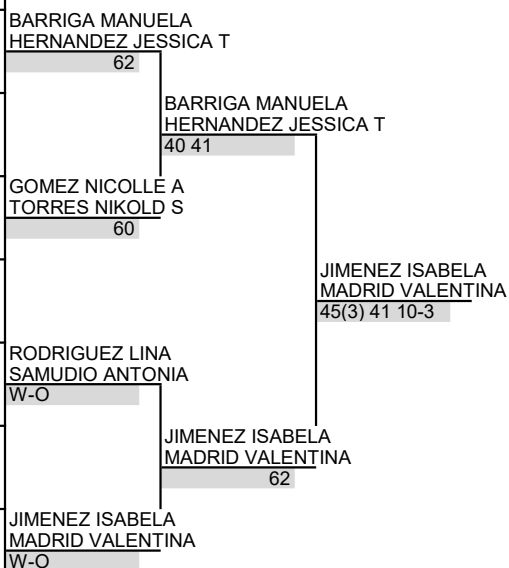 BARRIGA MANUELA
HERNANDEZ JESSICA T
62
BARRIGA MANUELA
HERNANDEZ JESSICA T
40 41
GOMEZ NICOLLE A
TORRES NIKOLD S
60
JIMENEZ ISABELA
MADRID VALENTINA
45(3) 41 10-3
RODRIGUEZ LINA
SAMUDIO ANTONIA
W-O
JIMENEZ ISABELA
MADRID VALENTINA
62
JIMENEZ ISABELA
MADRID VALENTINA
W-O